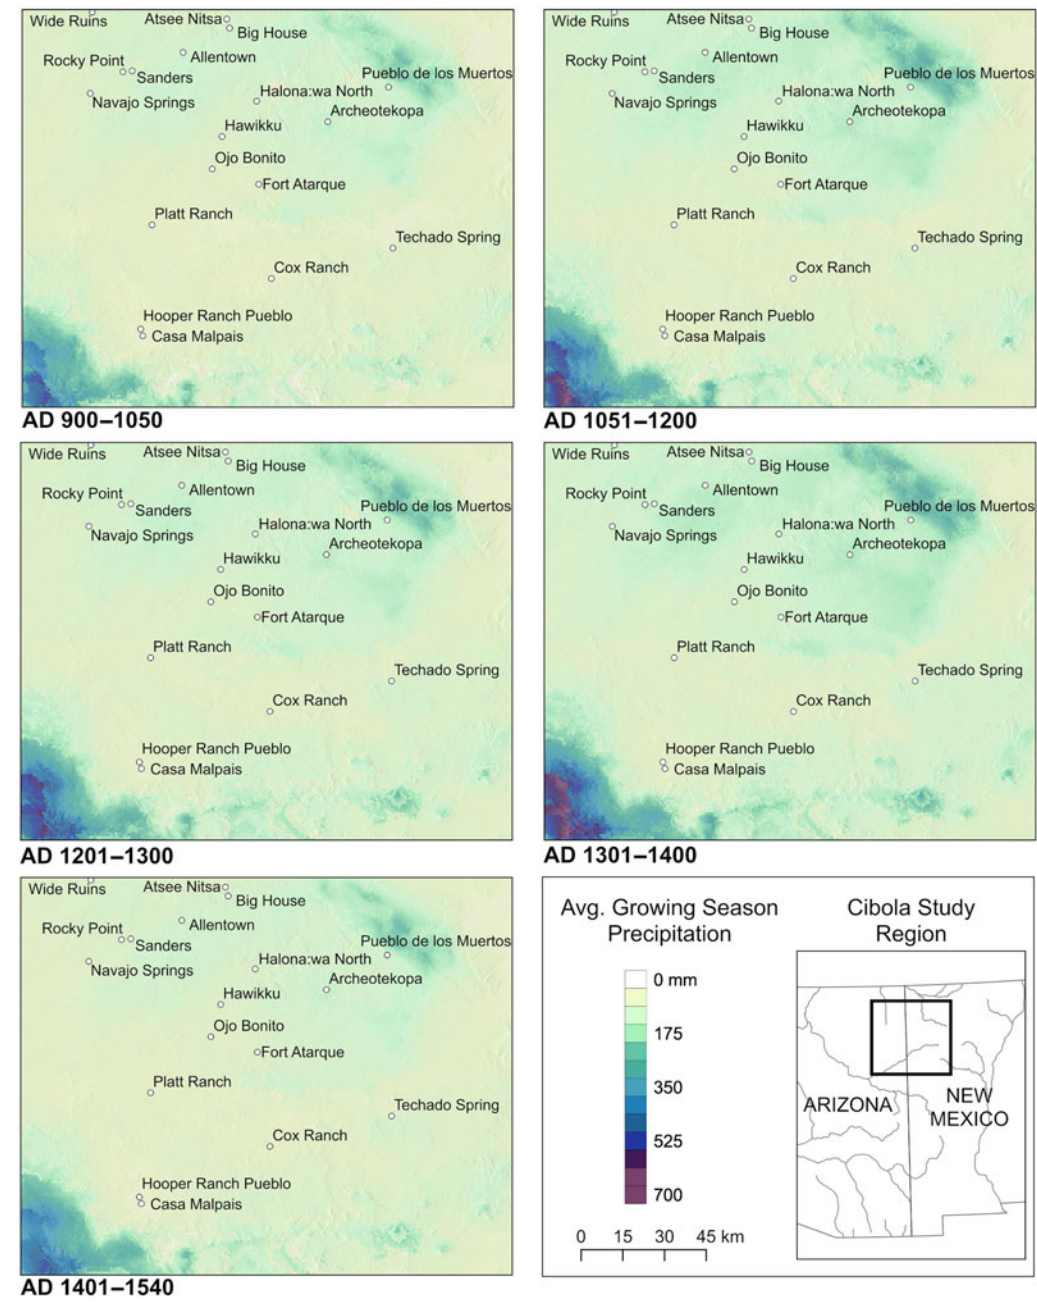 Wide Ruins
Atsee Nitsa
Big House
Rocky Point
Allentown
Sanders
Pueblo de los Muertos
Navajo Springs
Halona:wa North
Archeotekopa
Hawikku
Ojo Bonito
Fort Atarque
Platt Ranch
Techado Spring
Cox Ranch
Hooper Ranch Pueblo
Casa Malpais
AD 900–1050
Wide Ruins
Atsee Nitsa
Big House
Rocky Point
Allentown
Sanders
Pueblo de los Muertos
Navajo Springs
Halona:wa North
Archeotekopa
Hawikku
Ojo Bonito
Fort Atarque
Platt Ranch
Techado Spring
Cox Ranch
Hooper Ranch Pueblo
Casa Malpais
AD 1051–1200
Wide Ruins
Atsee Nitsa
Big House
Rocky Point
Allentown
Sanders
Pueblo de los Muertos
Navajo Springs
Halona:wa North
Archeotekopa
Hawikku
Ojo Bonito
Fort Atarque
Platt Ranch
Techado Spring
Cox Ranch
Hooper Ranch Pueblo
Casa Malpais
AD 1201–1300
Wide Ruins
Atsee Nitsa
Big House
Rocky Point
Allentown
Sanders
Pueblo de los Muertos
Navajo Springs
Halona:wa North
Archeotekopa
Hawikku
Ojo Bonito
Fort Atarque
Platt Ranch
Techado Spring
Cox Ranch
Hooper Ranch Pueblo
Casa Malpais
AD 1301–1400
Wide Ruins
Atsee Nitsa
Big House
Rocky Point
Allentown
Sanders
Pueblo de los Muertos
Navajo Springs
Halona:wa North
Archeotekopa
Hawikku
Ojo Bonito
Fort Atarque
Platt Ranch
Techado Spring
Cox Ranch
Hooper Ranch Pueblo
Casa Malpais
AD 1401–1540
Avg. Growing Season
Precipitation
0 mm
175
350
525
700
0 15 30 45 km
Cibola Study
Region
ARIZONA
NEW
MEXICO